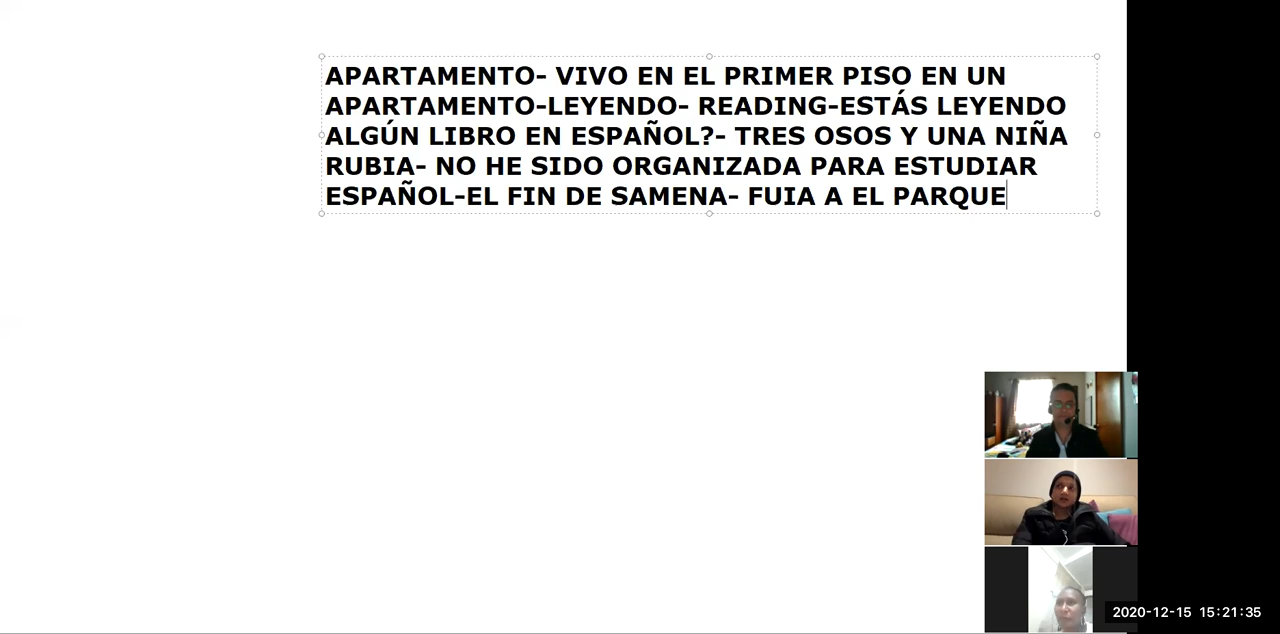 APARTAMENTO- VIVO EN EL PRIMER PISO EN UN
APARTAMENTO-LEYENDO- READING-ESTÁS LEYENDO
ALGÚN LIBRO EN ESPAÑOL?- TRES OSOS Y UNA NIÑA
RUBIA- NO HE SIDO ORGANIZADA PARA ESTUDIAR
ESPAÑOL-EL FIN DE SAMENA- FUIA A EL PARQUE
2020-12-15 15:21:35